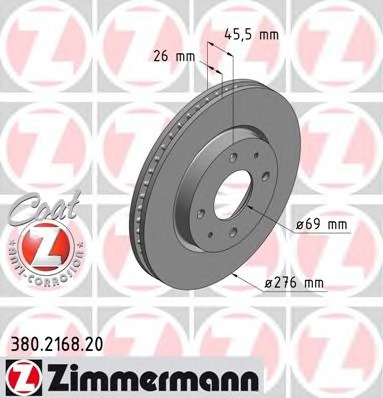 45,5 mm
26 mm
ø69 mm
ø276 mm
Coat
Z
ANTI-CORROSION
380.2168.20
Z Zimmermann